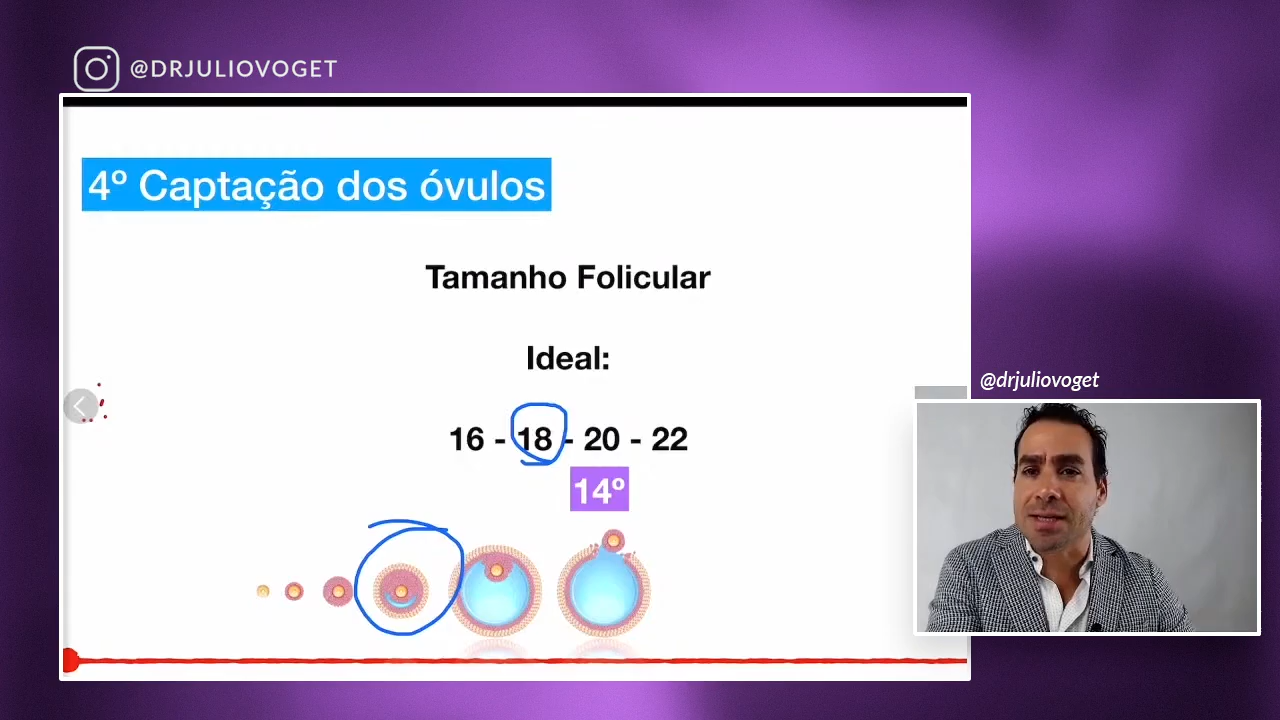 @DRJULIOVOGET
4º Captação dos óvulos
Tamanho Folicular
Ideal:
16 - 18 - 20 - 22
14º
@drjuliovoget